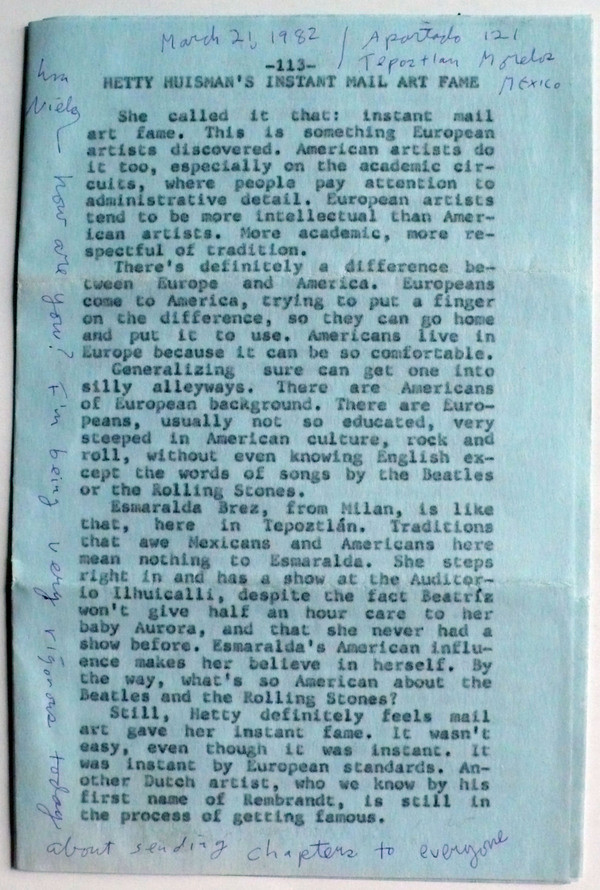 March 21, 1982 / Apartado 121
Tepoztlan Morelos
MEXICO
-113-
HETTY HUISMAN'S INSTANT MAIL ART FAME
She called it that: instant mail
art fame. This is something European
artists discovered. American artists do
it too, especially on the academic cir-
cuits, where people pay attention to
administrative detail. European artists
tend to be more intellectual than Amer-
ican artists. More academic, more re-
spectful of tradition.
There's definitely a difference be-
tween Europe and America. Europeans
come to America, trying to put a finger
on the difference, so they can go home
and put it to use. Americans live in
Europe because it can be so comfortable.
Generalizing sure can get one into
silly alleyways. There are Americans
of European background. There are Euro-
peans, usually not so educated, very
steeped in American culture, rock and
roll, without even knowing English ex-
cept the words of songs by the Beatles
or the Rolling Stones.
Esmaralda Brez, from Milan, is like
that, here in Tepoztlán. Traditions
that awe Mexicans and Americans here
mean nothing to Esmaralda. She steps
right in and has a show at the Auditor-
io Ilhuicalli, despite the fact Beatríz
won't give half an hour care to her
baby Aurora, and that she never had a
show before. Esmaralda's American influ-
ence makes her believe in herself. By
the way, what's so American about the
Beatles and the Rolling Stones?
Still, Hetty definitely feels mail
art gave her instant fame. It wasn't
easy, even though it was instant. It
was instant by European standards. An-
other Dutch artist, who we know by his
first name of Rembrandt, is still in
the process of getting famous.
how are you? I'm being very rigorous today
about sending chapters to everyone